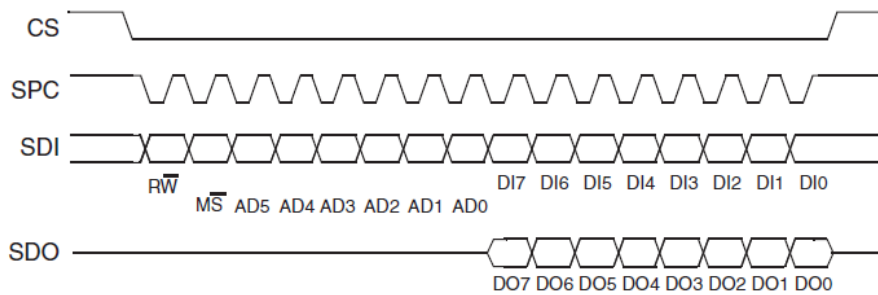 CS
SPC
SDI
RW̅ DI7 DI6 DI5 DI4 DI3 DI2 DI1 DI0
MS̅ AD5 AD4 AD3 AD2 AD1 AD0
SDO
DO7 DO6 DO5 DO4 DO3 DO2 DO1 DO0